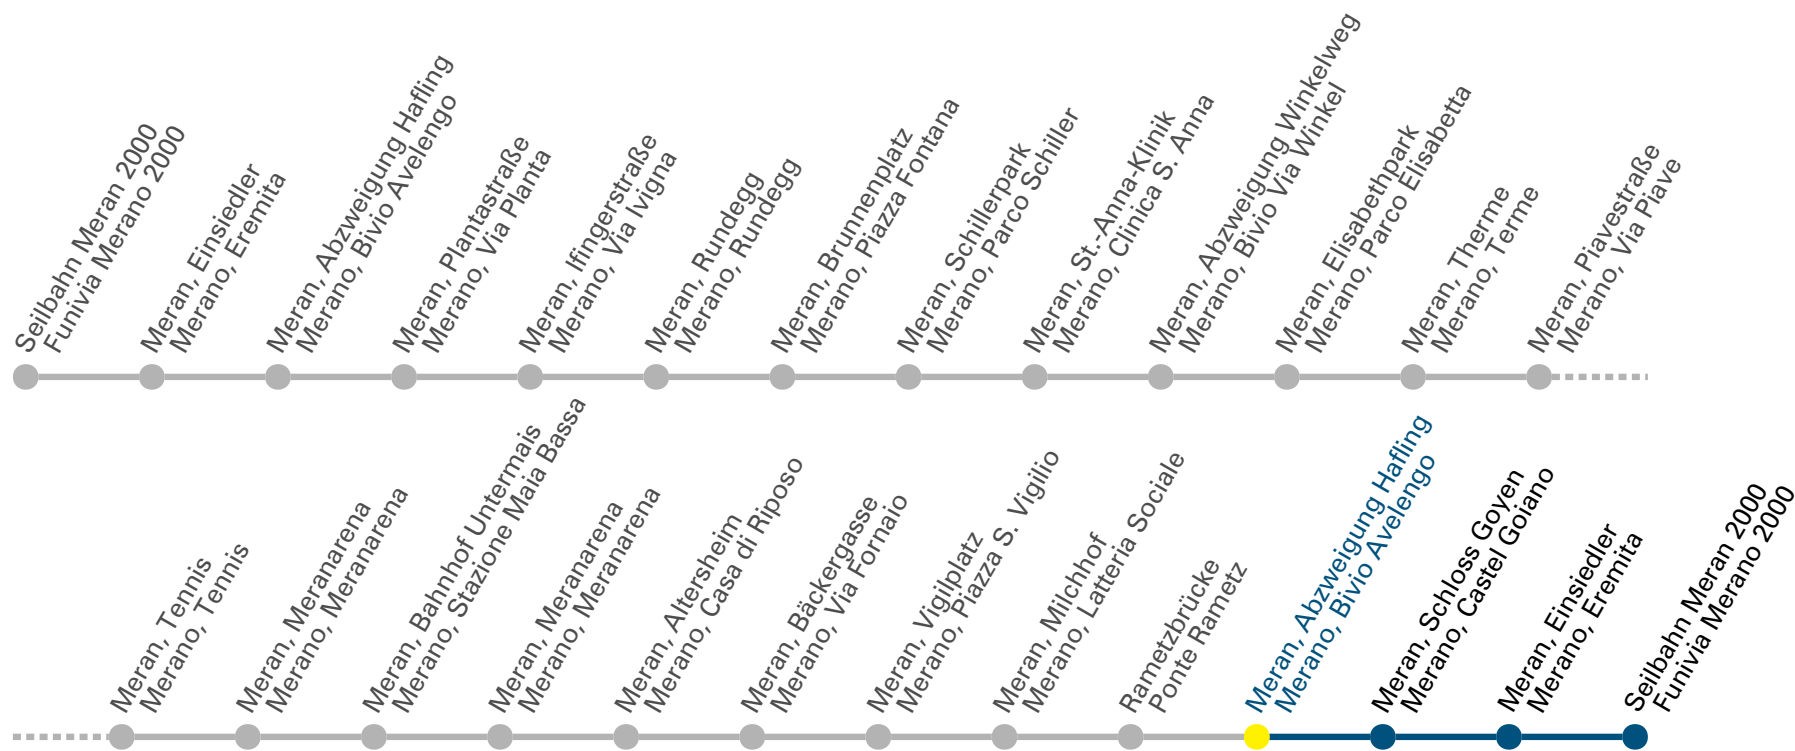 Seilbahn Meran 2000
Funivia Merano 2000
Meran, Einsiedler
Merano, Eremita
Meran, Abzweigung Hafling
Merano, Bivio Avelengo
Meran, Plantastraße
Merano, Via Planta
Meran, Ifingerstraße
Merano, Via Ivigna
Meran, Rundegg
Merano, Rundegg
Meran, Brunnenplatz
Merano, Piazza Fontana
Meran, Schillerpark
Merano, Parco Schiller
Meran, St.-Anna-Klinik
Merano, Clinica S. Anna
Meran, Abzweigung Winkelweg
Merano, Bivio Via Winkel
Meran, Elisabethpark
Merano, Parco Elisabetta
Meran, Therme
Merano, Terme
Meran, Piavestraße
Merano, Via Piave
Meran, Tennis
Merano, Tennis
Meran, Meranarena
Merano, Meranarena
Meran, Bahnhof Untermais
Merano, Stazione Maia Bassa
Meran, Meranarena
Merano, Meranarena
Meran, Altersheim
Merano, Casa di Riposo
Meran, Bäckergasse
Merano, Via Fornaio
Meran, Vigilplatz
Merano, Piazza S. Vigilio
Meran, Milchhof
Merano, Latteria Sociale
Rametzbrücke
Ponte Rametz
Meran, Abzweigung Hafling
Merano, Bivio Avelengo
Meran, Schloss Goyen
Merano, Castel Goiano
Meran, Einsiedler
Merano, Eremita
Seilbahn Meran 2000
Funivia Merano 2000